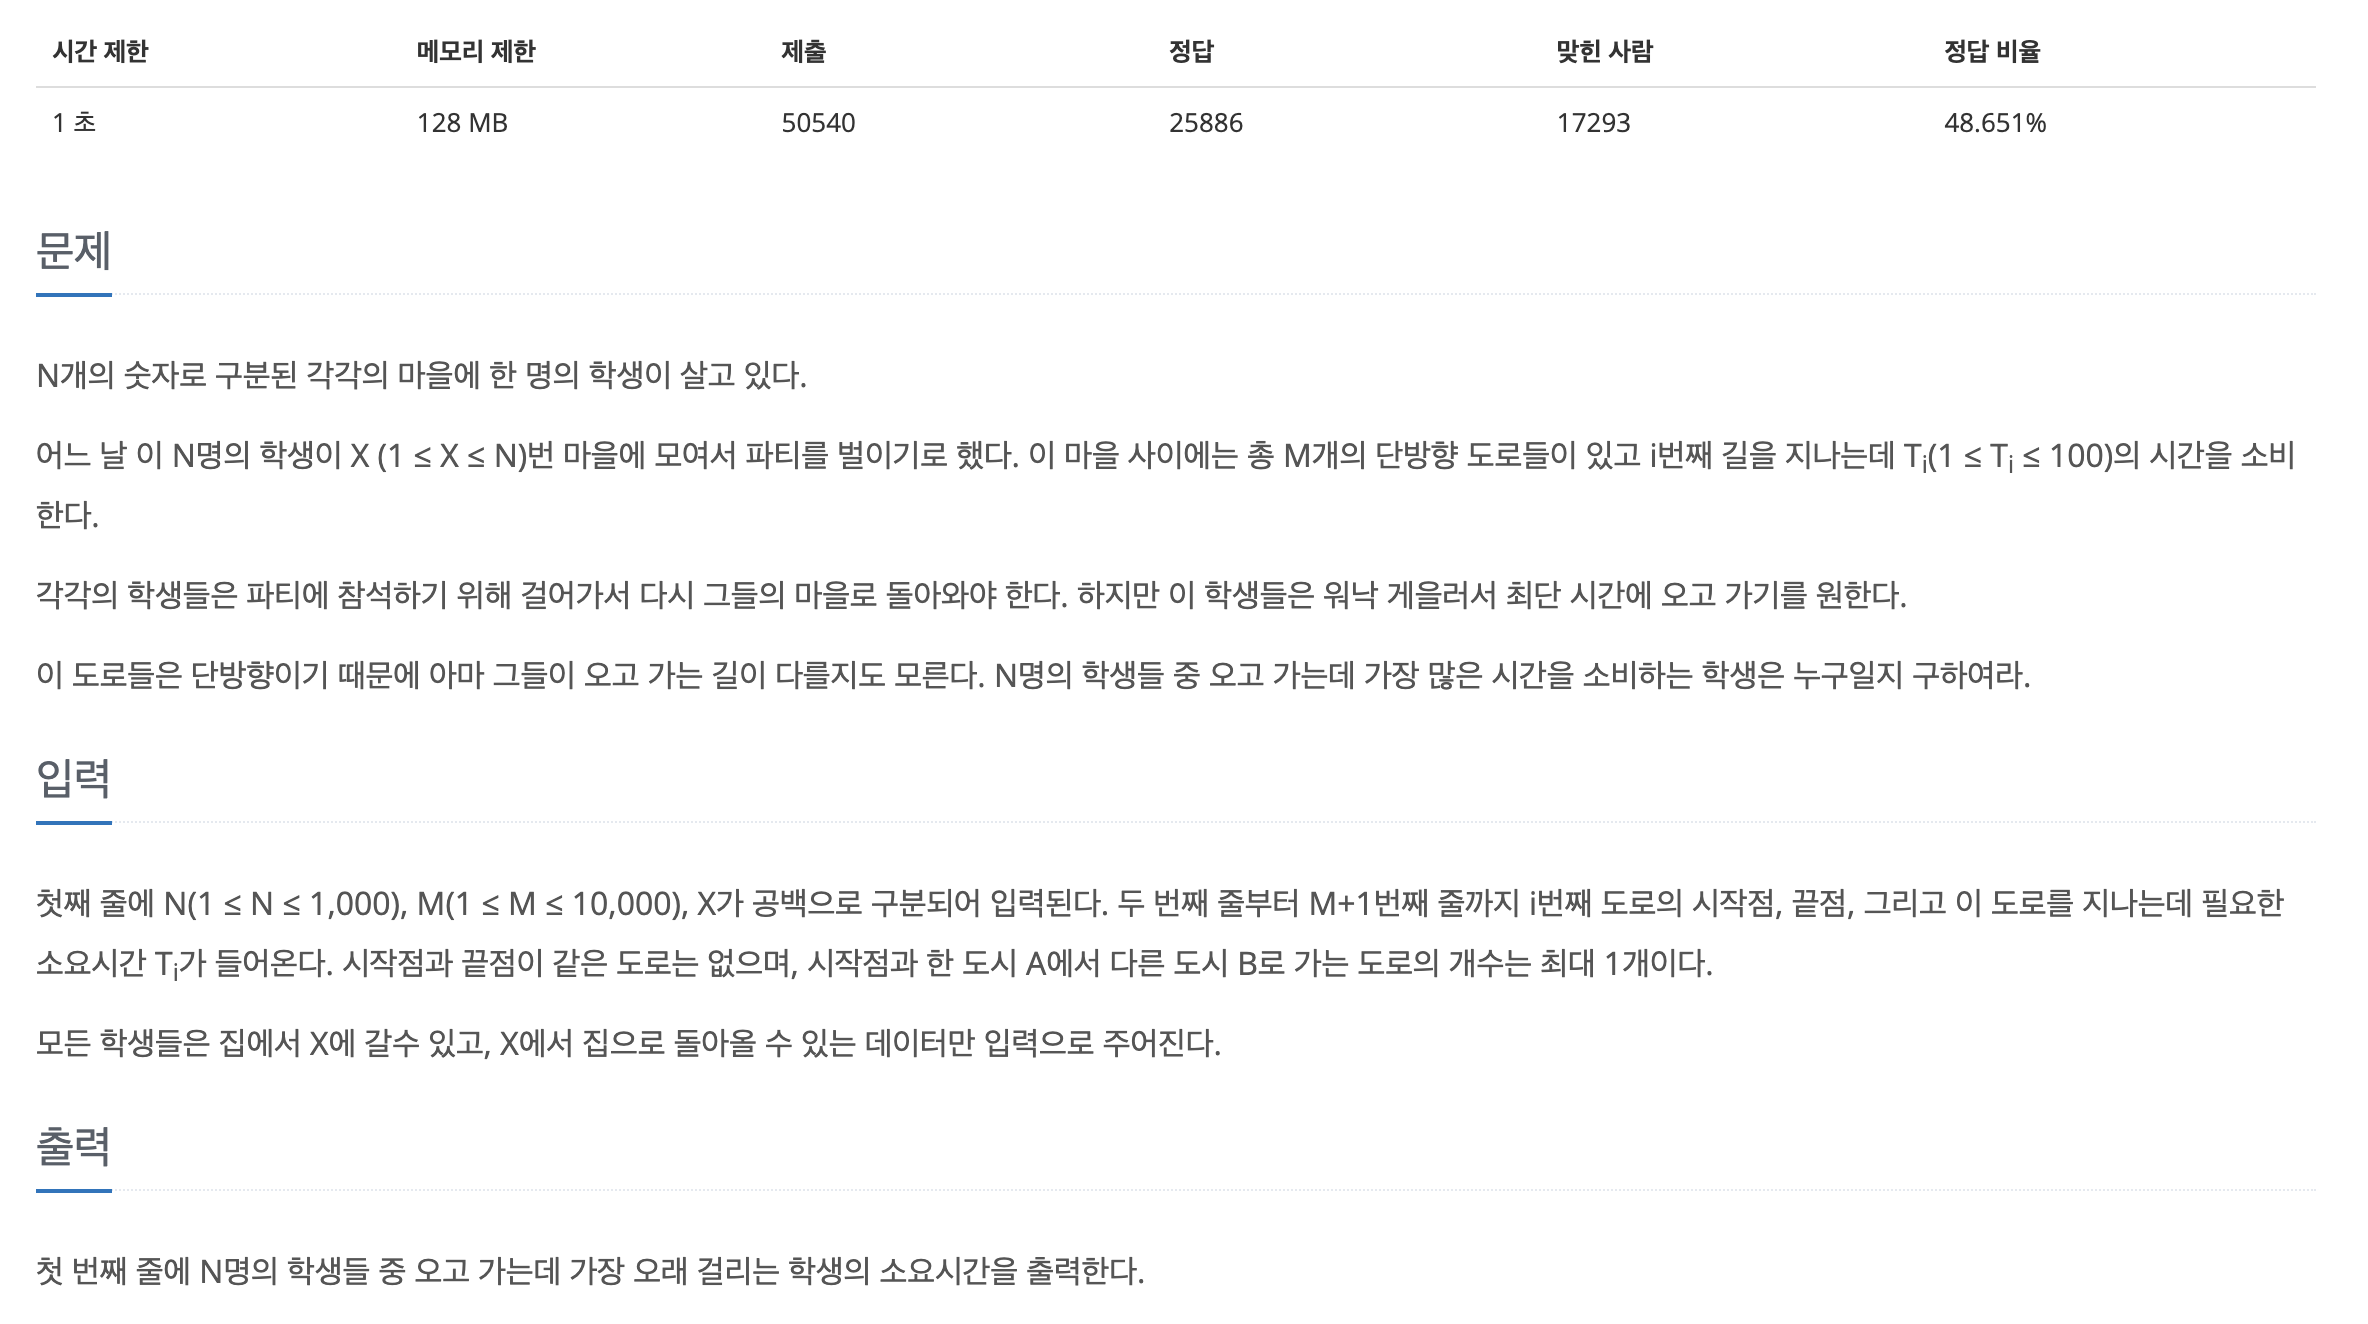 시간 제한 메모리 제한 제출 정답 맞힌 사람 정답 비율
1 초 128 MB 50540 25886 17293 48.651%
문제
N개의 숫자로 구분된 각각의 마을에 한 명의 학생이 살고 있다.
어느 날 이 N명의 학생이 X (1 ≤ X ≤ N)번 마을에 모여서 파티를 벌이기로 했다. 이 마을 사이에는 총 M개의 단방향 도로들이 있고 i번째 길을 지나는데 Ti(1 ≤ Ti ≤ 100)의 시간을 소비
한다.
각각의 학생들은 파티에 참석하기 위해 걸어가서 다시 그들의 마을로 돌아와야 한다. 하지만 이 학생들은 워낙 게을러서 최단 시간에 오고 가기를 원한다.
이 도로들은 단방향이기 때문에 아마 그들이 오고 가는 길이 다를지도 모른다. N명의 학생들 중 오고 가는데 가장 많은 시간을 소비하는 학생은 누구일지 구하여라.
입력
첫째 줄에 N(1 ≤ N ≤ 1,000), M(1 ≤ M ≤ 10,000), X가 공백으로 구분되어 입력된다. 두 번째 줄부터 M+1번째 줄까지 i번째 도로의 시작점, 끝점, 그리고 이 도로를 지나는데 필요한
소요시간 Ti가 들어온다. 시작점과 끝점이 같은 도로는 없으며, 시작점과 한 도시 A에서 다른 도시 B로 가는 도로의 개수는 최대 1개이다.
모든 학생들은 집에서 X에 갈수 있고, X에서 집으로 돌아올 수 있는 데이터만 입력으로 주어진다.
출력
첫 번째 줄에 N명의 학생들 중 오고 가는데 가장 오래 걸리는 학생의 소요시간을 출력한다.